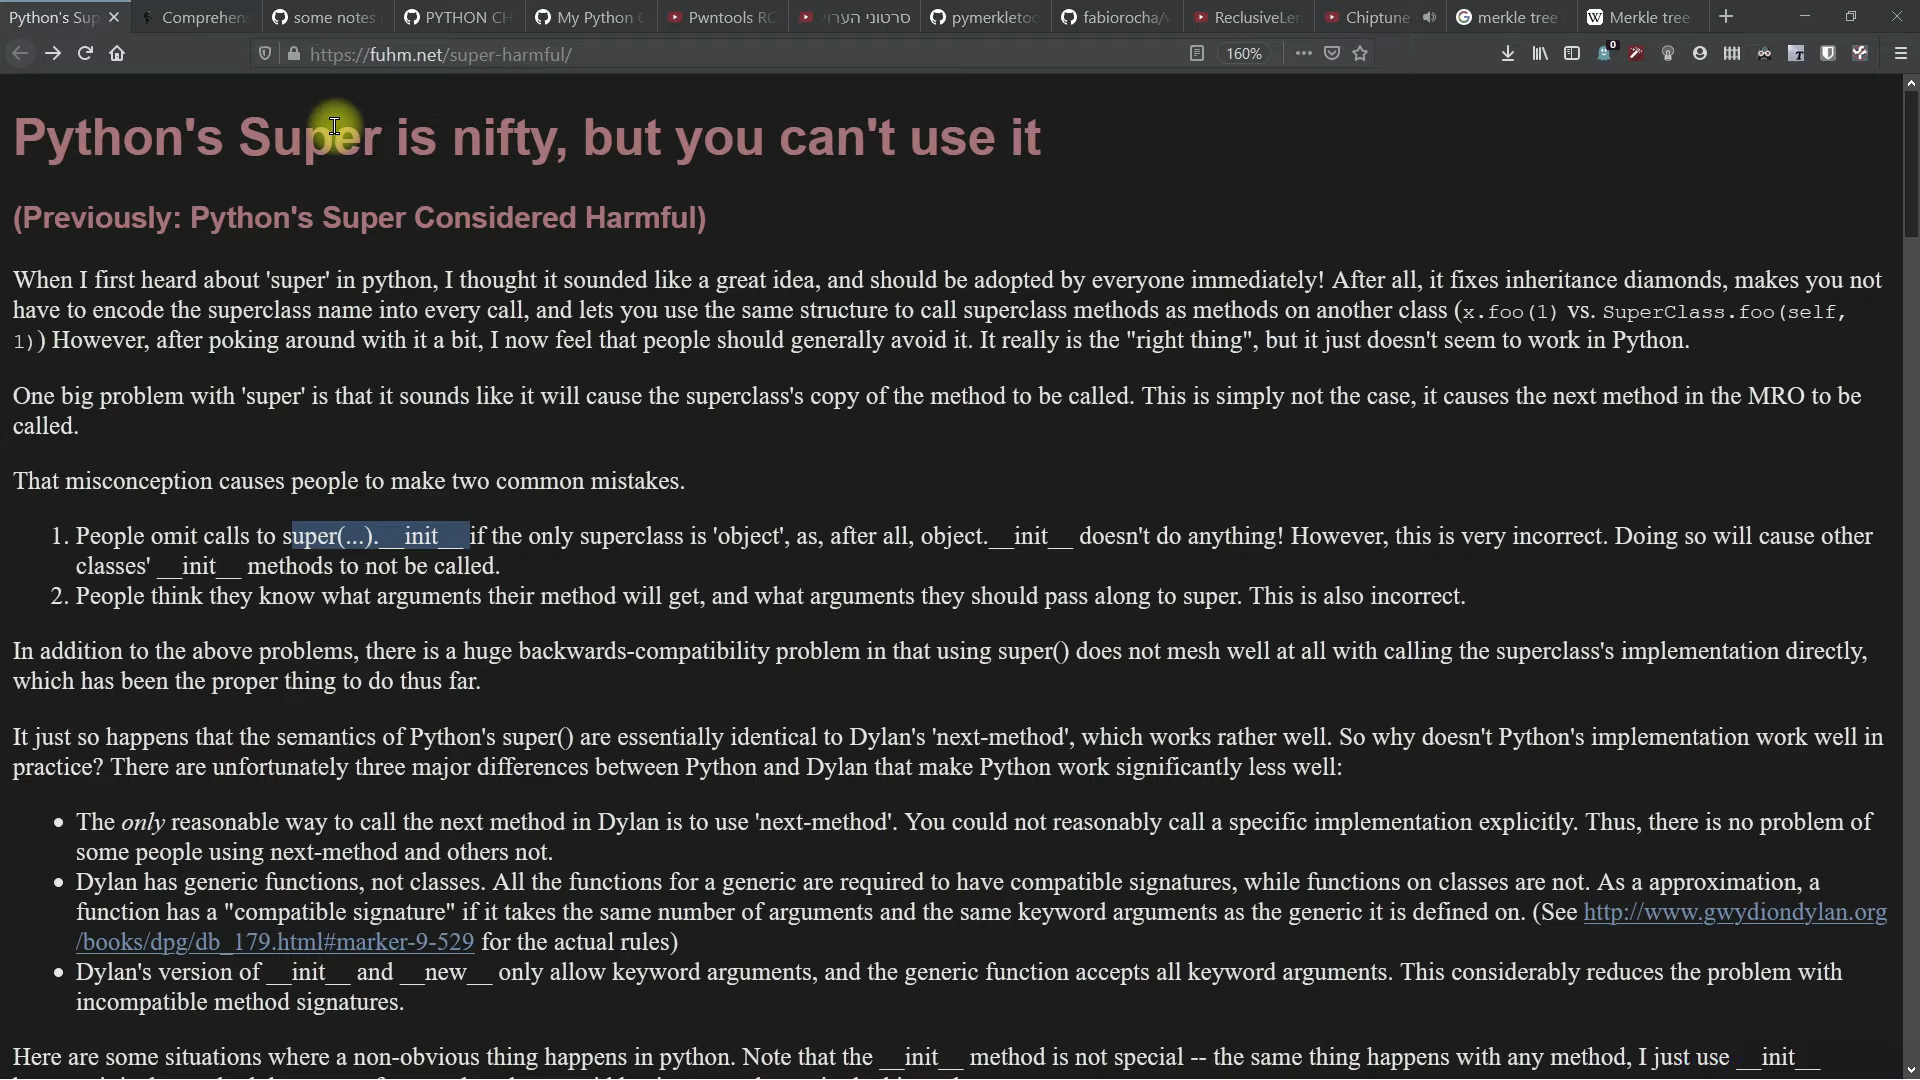 Python's Sup
Comprehens
some notes
PYTHON CH
My Python C
Pwntools RC
סרטוני הערוי
pymerkletoo
fabiorocha/v
ReclusiveLe
Chiptune
merkle tree
Merkle tree
https://fuhm.net/super-harmful/
160%
0
Python's Super is nifty, but you can't use it
(Previously: Python's Super Considered Harmful)
When I first heard about 'super' in python, I thought it sounded like a great idea, and should be adopted by everyone immediately! After all, it fixes inheritance diamonds, makes you not
have to encode the superclass name into every call, and lets you use the same structure to call superclass methods as methods on another class (x.foo(1) vs. SuperClass.foo(self,
1)) However, after poking around with it a bit, I now feel that people should generally avoid it. It really is the "right thing", but it just doesn't seem to work in Python.
One big problem with 'super' is that it sounds like it will cause the superclass's copy of the method to be called. This is simply not the case, it causes the next method in the MRO to be
called.
That misconception causes people to make two common mistakes.
1. People omit calls to super(...).__init__ if the only superclass is 'object', as, after all, object.__init__ doesn't do anything! However, this is very incorrect. Doing so will cause other
classes' __init__ methods to not be called.
2. People think they know what arguments their method will get, and what arguments they should pass along to super. This is also incorrect.
In addition to the above problems, there is a huge backwards-compatibility problem in that using super() does not mesh well at all with calling the superclass's implementation directly,
which has been the proper thing to do thus far.
It just so happens that the semantics of Python's super() are essentially identical to Dylan's 'next-method', which works rather well. So why doesn't Python's implementation work well in
practice? There are unfortunately three major differences between Python and Dylan that make Python work significantly less well:
• The only reasonable way to call the next method in Dylan is to use 'next-method'. You could not reasonably call a specific implementation explicitly. Thus, there is no problem of
some people using next-method and others not.
• Dylan has generic functions, not classes. All the functions for a generic are required to have compatible signatures, while functions on classes are not. As a approximation, a
function has a "compatible signature" if it takes the same number of arguments and the same keyword arguments as the generic it is defined on. (See http://www.gwydiondylan.org
/books/dpg/db_179.html#marker-9-529 for the actual rules)
• Dylan's version of __init__ and __new__ only allow keyword arguments, and the generic function accepts all keyword arguments. This considerably reduces the problem with
incompatible method signatures.
Here are some situations where a non-obvious thing happens in python. Note that the __init__ method is not special -- the same thing happens with any method, I just use __init__